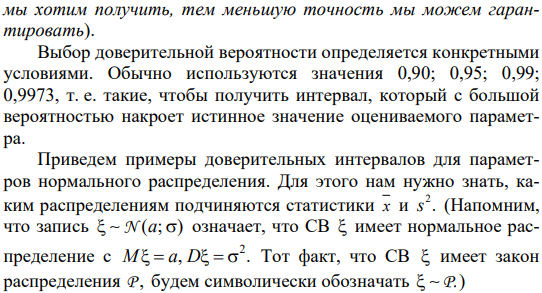 мы хотим получить, тем меньшую точность мы можем гаран-
тировать).
Выбор доверительной вероятности определяется конкретными
условиями. Обычно используются значения 0,90; 0,95; 0,99;
0,9973, т. е. такие, чтобы получить интервал, который с большой
вероятностью накроет истинное значение оцениваемого парамет-
ра.
Приведем примеры доверительных интервалов для парамет-
ров нормального распределения. Для этого нам нужно знать, ка-
ким распределениям подчиняются статистики x̅ и s². (Напомним,
что запись ξ ~ 𝒩(a; σ) означает, что СВ ξ имеет нормальное рас-
пределение с Mξ = a, Dξ = σ². Тот факт, что СВ ξ имеет закон
распределения 𝒫, будем символически обозначать ξ ~ 𝒫.)